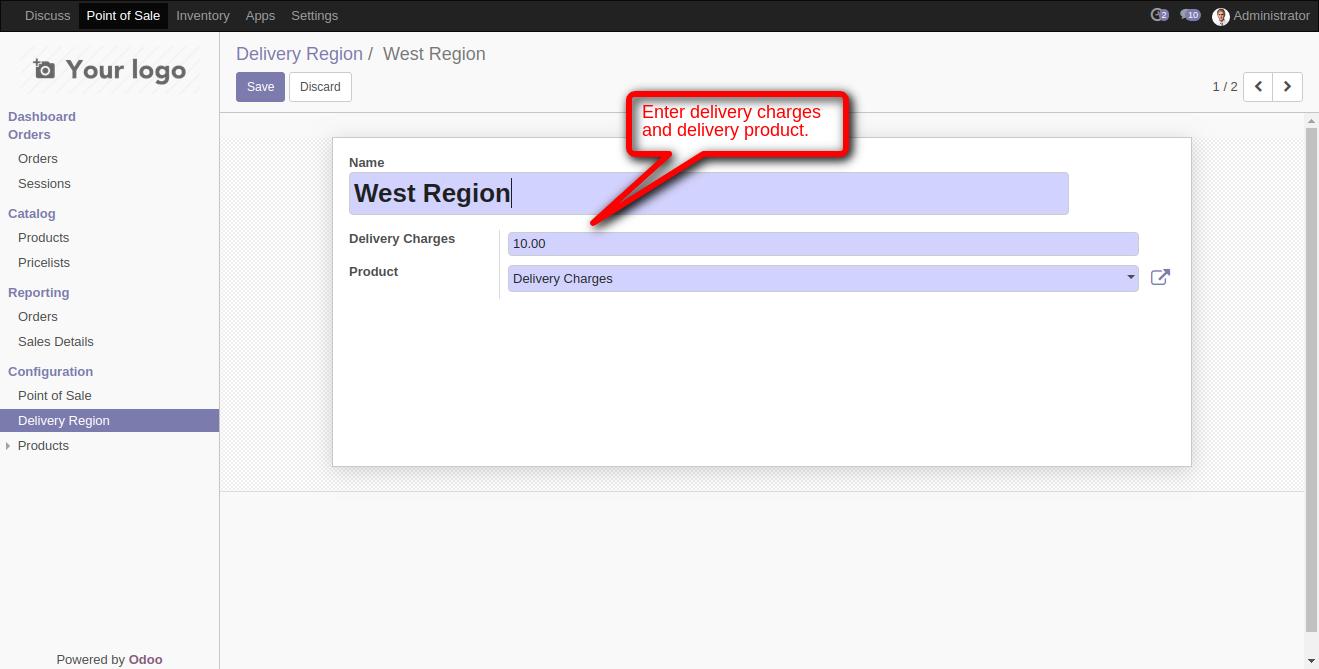 Discuss Point of Sale Inventory Apps Settings 2 10 Administrator
Your logo
Delivery Region / West Region
Save Discard
1 / 2
Dashboard
Orders
Orders
Sessions
Catalog
Products
Pricelists
Reporting
Orders
Sales Details
Configuration
Point of Sale
Delivery Region
Products
Enter delivery charges
and delivery product.
Name
West Region
Delivery Charges 10.00
Product Delivery Charges
Powered by Odoo